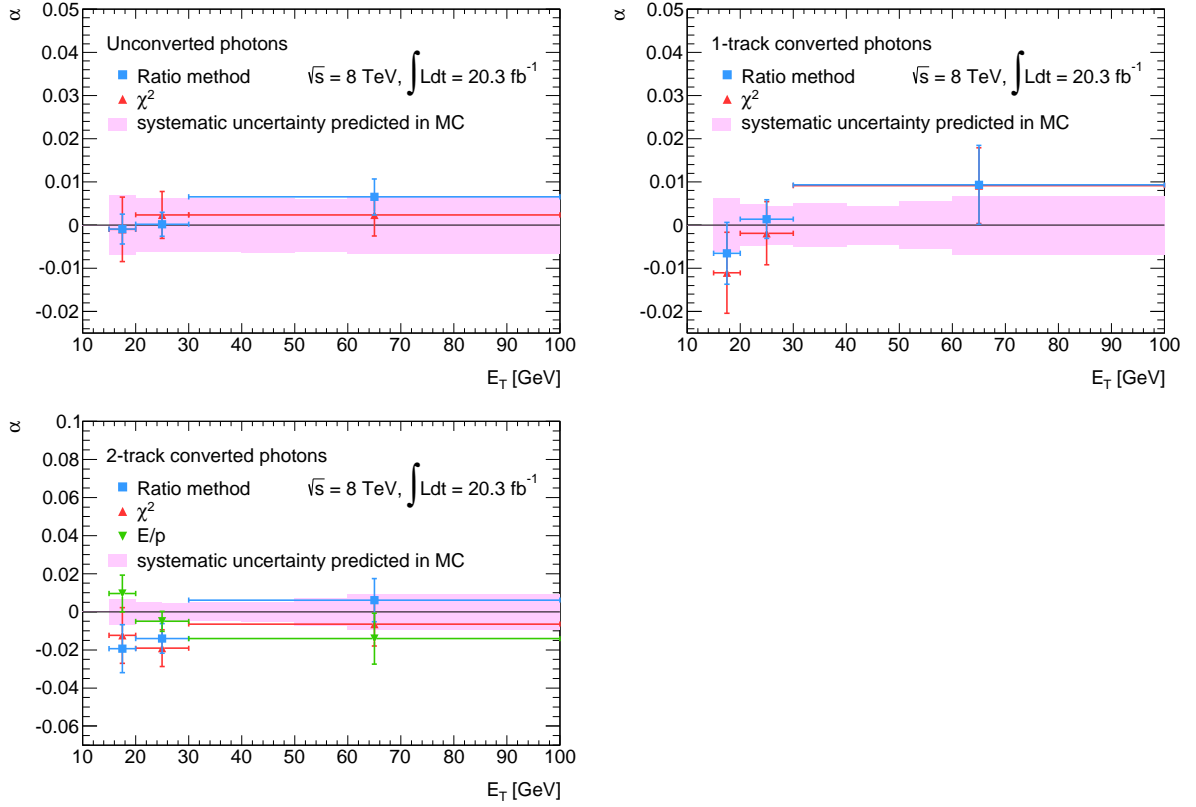 α
0.05
0.04
0.03
0.02
0.01
0
-0.01
-0.02
Unconverted photons
Ratio method
√s = 8 TeV, ∫Ldt = 20.3 fb⁻¹
χ²
systematic uncertainty predicted in MC
10 20 30 40 50 60 70 80 90 100
E_T [GeV]
α
0.05
0.04
0.03
0.02
0.01
0
-0.01
-0.02
1-track converted photons
Ratio method
√s = 8 TeV, ∫Ldt = 20.3 fb⁻¹
χ²
systematic uncertainty predicted in MC
10 20 30 40 50 60 70 80 90 100
E_T [GeV]
α
0.1
0.08
0.06
0.04
0.02
0
-0.02
-0.04
-0.06
2-track converted photons
Ratio method
√s = 8 TeV, ∫Ldt = 20.3 fb⁻¹
χ²
E/p
systematic uncertainty predicted in MC
10 20 30 40 50 60 70 80 90 100
E_T [GeV]